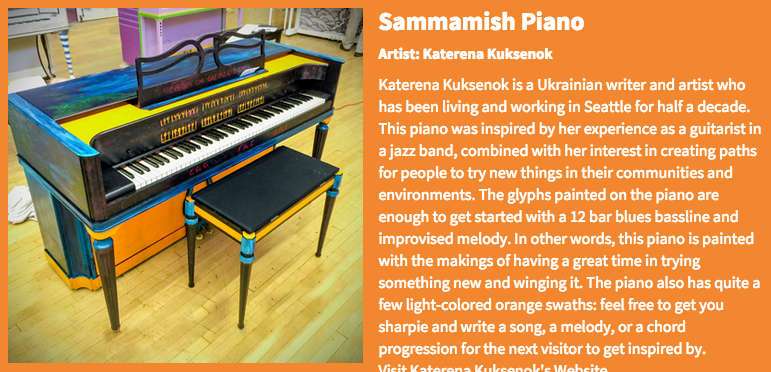 Sammamish Piano
Artist: Katerena Kuksenok
Katerena Kuksenok is a Ukrainian writer and artist who
has been living and working in Seattle for half a decade.
This piano was inspired by her experience as a guitarist in
a jazz band, combined with her interest in creating paths
for people to try new things in their communities and
environments. The glyphs painted on the piano are
enough to get started with a 12 bar blues bassline and
improvised melody. In other words, this piano is painted
with the makings of having a great time in trying
something new and winging it. The piano also has quite a
few light-colored orange swaths: feel free to get you
sharpie and write a song, a melody, or a chord
progression for the next visitor to get inspired by.
Visit Katerena Kuksenok's Website